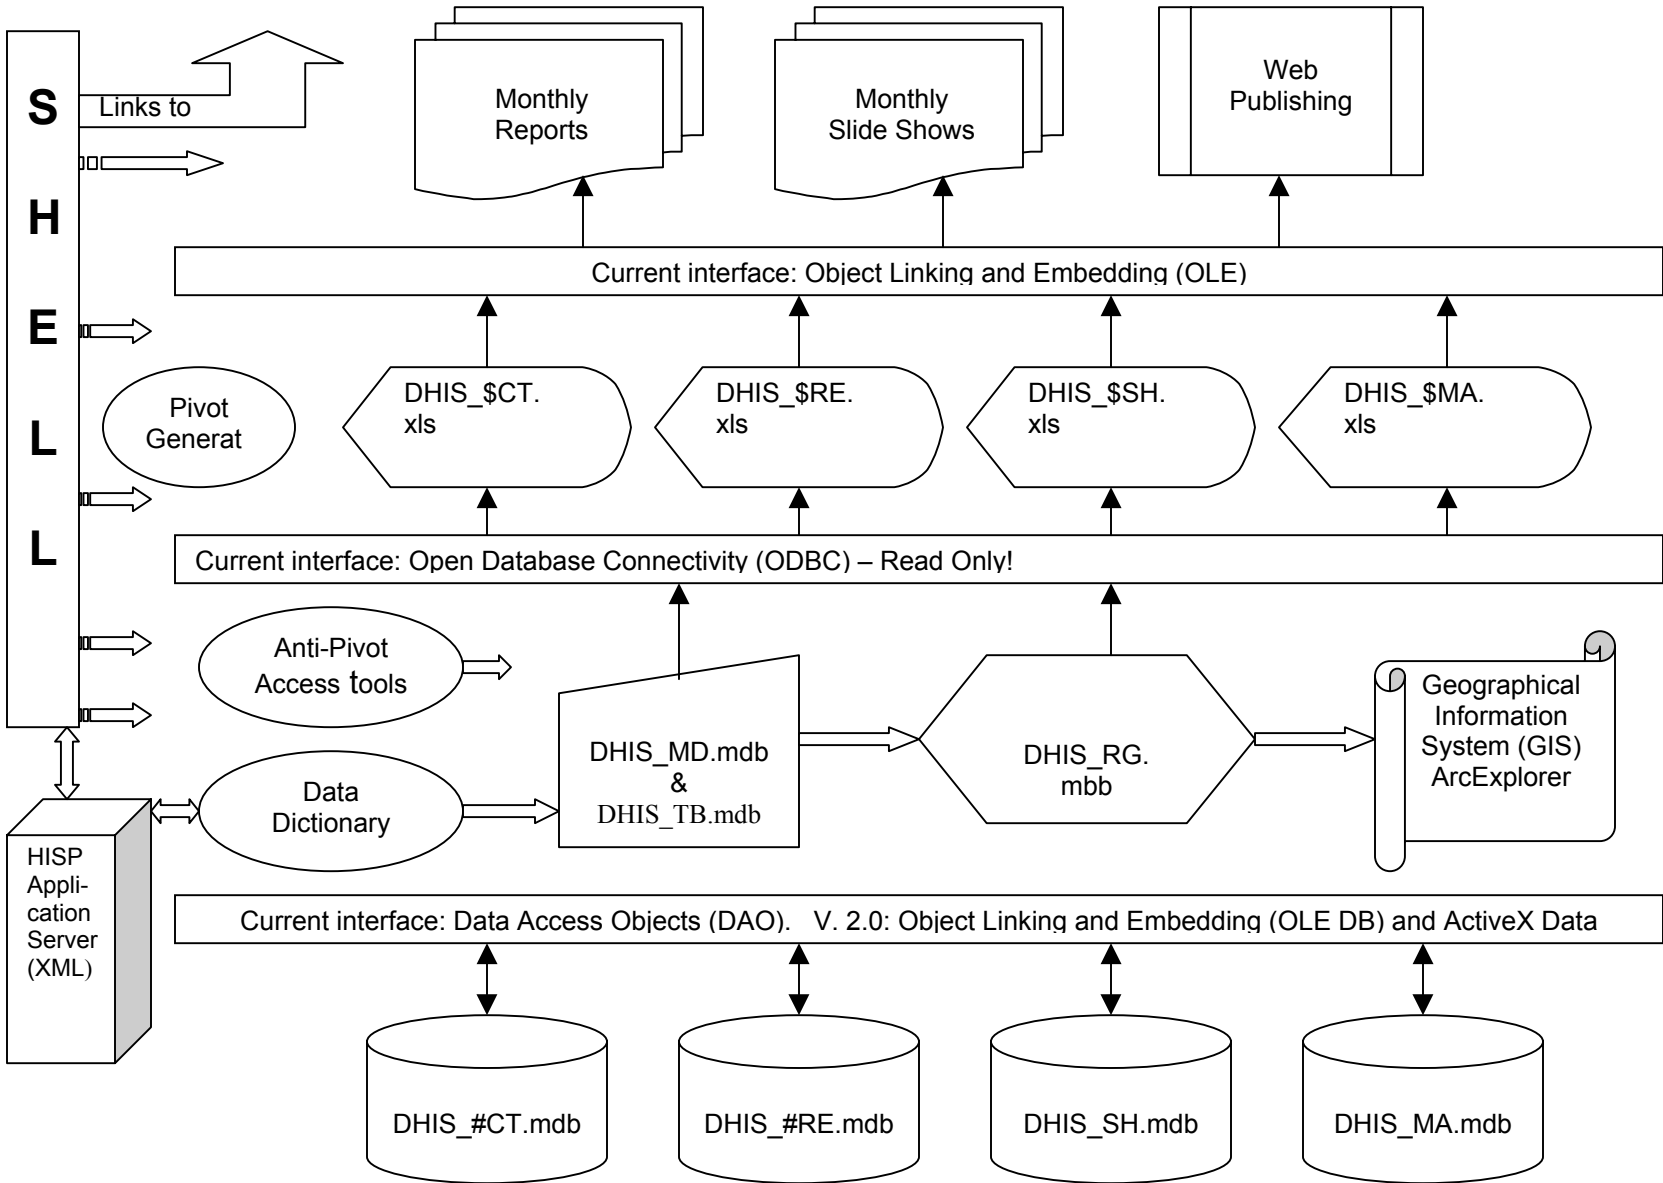 S
H
E
L
L
Links to
Monthly
Reports
Monthly
Slide Shows
Web
Publishing
Current interface: Object Linking and Embedding (OLE)
Pivot
Generat
DHIS_$CT.
xls
DHIS_$RE.
xls
DHIS_$SH.
xls
DHIS_$MA.
xls
Current interface: Open Database Connectivity (ODBC) – Read Only!
Anti-Pivot
Access tools
DHIS_MD.mdb
&
DHIS_TB.mdb
DHIS_RG.
mbb
Geographical
Information
System (GIS)
ArcExplorer
Data
Dictionary
HISP
Appli-
cation
Server
(XML)
Current interface: Data Access Objects (DAO). V. 2.0: Object Linking and Embedding (OLE DB) and ActiveX Data
DHIS_#CT.mdb
DHIS_#RE.mdb
DHIS_SH.mdb
DHIS_MA.mdb